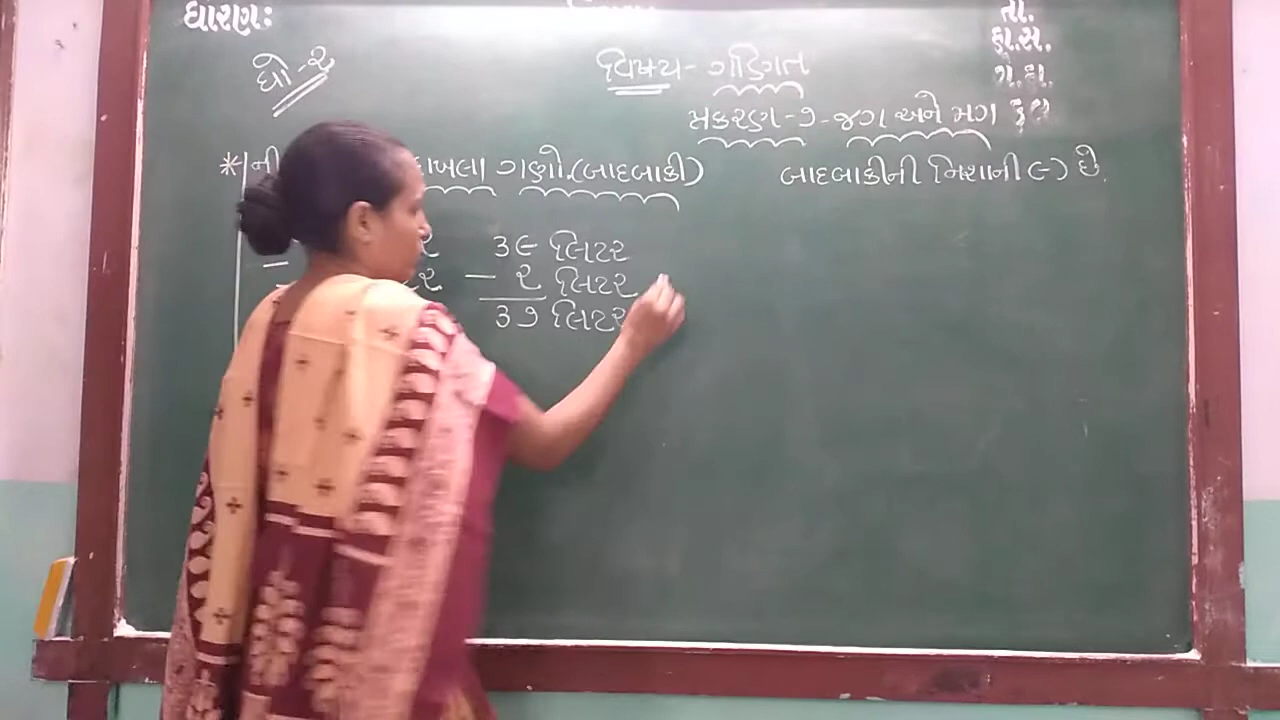 ધોરણઃ
તા.
હા.સ.
ગે.હા.
ધો-૨
વિષય- ગણિત
પ્રકરણ-૭-જગ અને મગ
*ની દાખલા ગણો.(બાદબાકી)
બાદબાકીની નિશાની (-) છે.
૩૯ લિટર
— ૨ લિટર
૩૭ લિટર